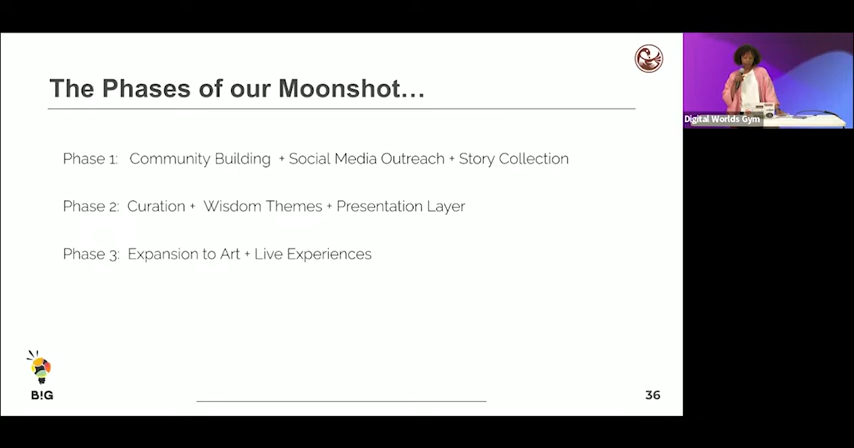 The Phases of our Moonshot...
Digital Worlds Gym
Phase 1: Community Building + Social Media Outreach + Story Collection
Phase 2: Curation + Wisdom Themes + Presentation Layer
Phase 3: Expansion to Art + Live Experiences
B!G
36